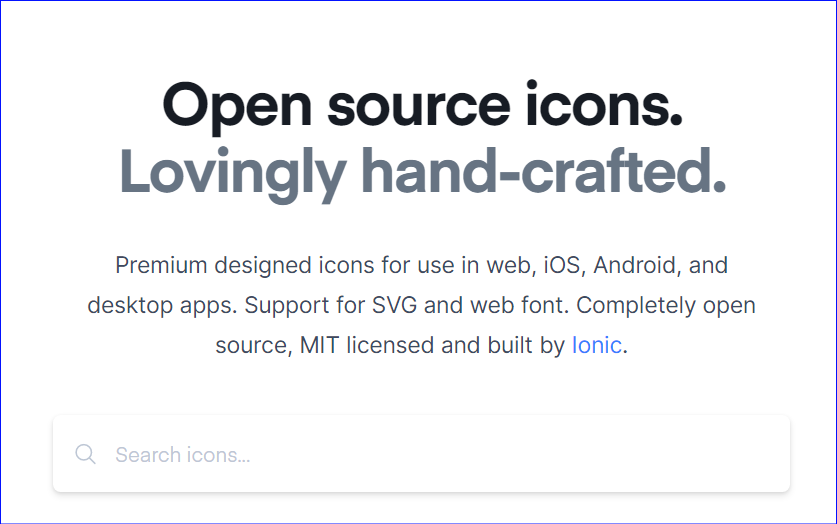 Open source icons.
Lovingly hand-crafted.
Premium designed icons for use in web, iOS, Android, and
desktop apps. Support for SVG and web font. Completely open
source, MIT licensed and built by Ionic.
Search icons...